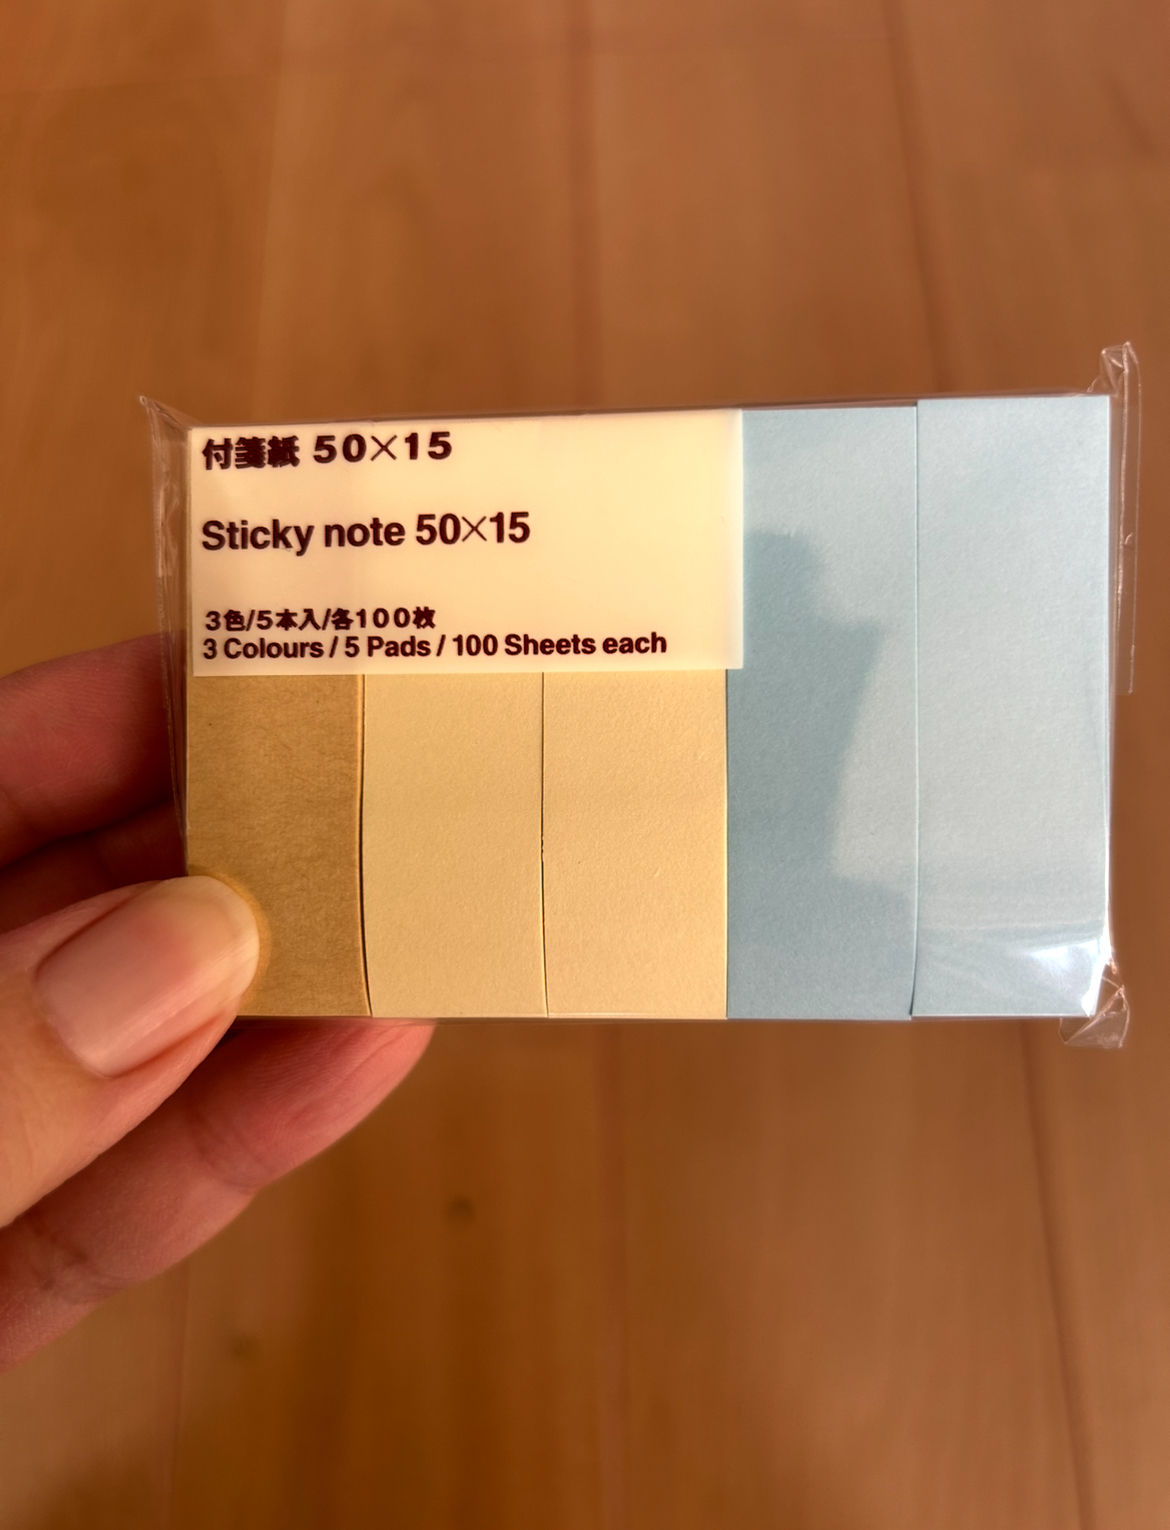 付箋紙 50×15
Sticky note 50×15
3色/5本入/各100枚
3 Colours / 5 Pads / 100 Sheets each